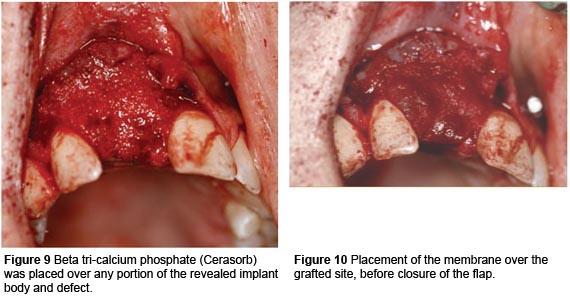 Figure 9 Beta tri-calcium phosphate (Cerasorb)
was placed over any portion of the revealed implant
body and defect.
Figure 10 Placement of the membrane over the
grafted site, before closure of the flap.